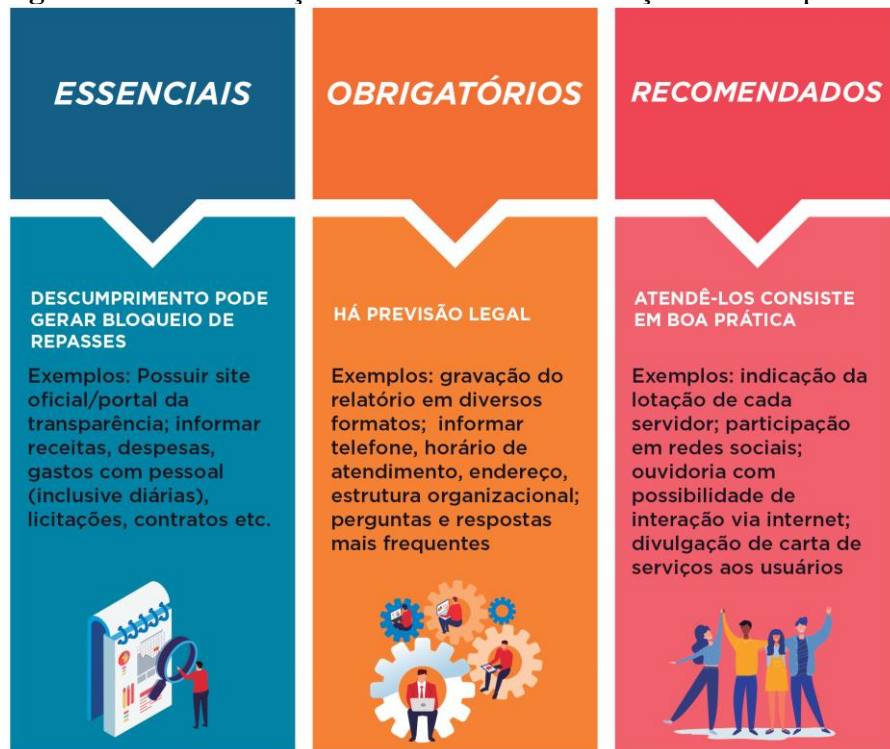 ESSENCIAIS
DESCUMPRIMENTO PODE
GERAR BLOQUEIO DE
REPASSES
Exemplos: Possuir site
oficial/portal da
transparência; informar
receitas, despesas,
gastos com pessoal
(inclusive diárias),
licitações, contratos etc.
OBRIGATÓRIOS
HÁ PREVISÃO LEGAL
Exemplos: gravação do
relatório em diversos
formatos; informar
telefone, horário de
atendimento, endereço,
estrutura organizacional;
perguntas e respostas
mais frequentes
RECOMENDADOS
ATENDÊ-LOS CONSISTE
EM BOA PRÁTICA
Exemplos: indicação da
lotação de cada
servidor; participação
em redes sociais;
ouvidoria com
possibilidade de
interação via internet;
divulgação de carta de
serviços aos usuários